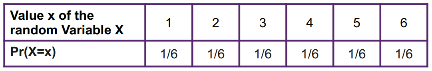 Value x of the random Variable X 1 2 3 4 5 6
Pr(X=x) 1/6 1/6 1/6 1/6 1/6 1/6